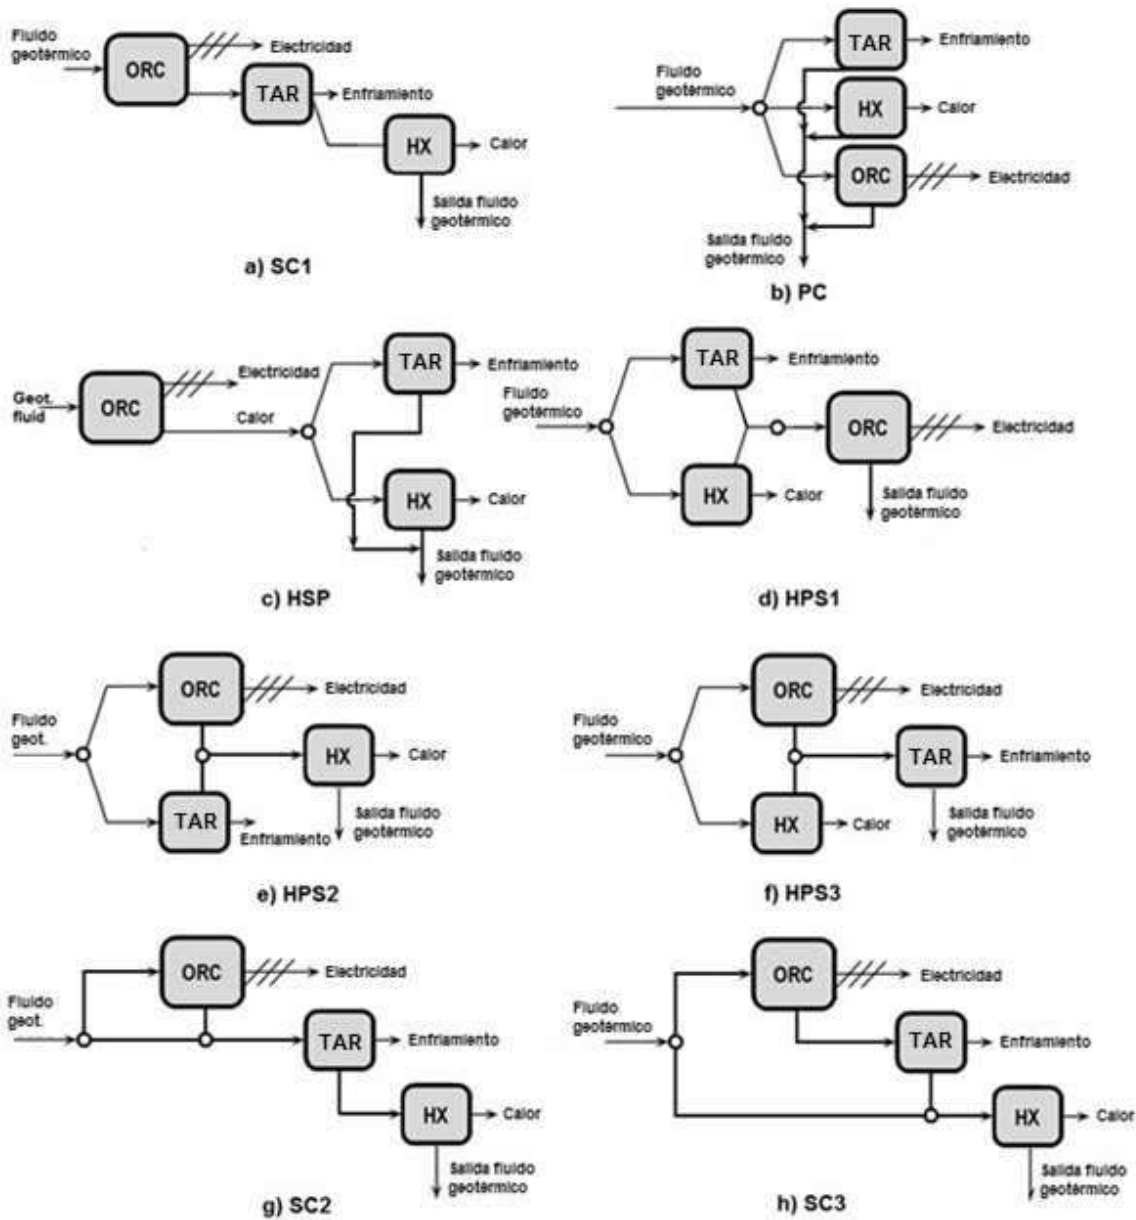 Fluido
geotérmico
ORC
Electricidad
TAR
Enfriamiento
HX
Calor
Salida fluido
geotérmico
a) SC1
Fluido
geotérmico
TAR
Enfriamiento
HX
Calor
ORC
Electricidad
Salida fluido
geotérmico
b) PC
Geot.
fluid
ORC
Electricidad
Calor
TAR
Enfriamiento
HX
Calor
Salida fluido
geotérmico
c) HSP
Fluido
geotérmico
TAR
Enfriamiento
HX
Calor
ORC
Electricidad
Salida fluido
geotérmico
d) HPS1
Fluido
geot.
ORC
Electricidad
TAR
Enfriamiento
HX
Calor
Salida fluido
geotérmico
e) HPS2
Fluido
geotérmico
ORC
Electricidad
HX
Calor
TAR
Enfriamiento
Salida fluido
geotérmico
f) HPS3
Fluido
geot.
ORC
Electricidad
TAR
Enfriamiento
HX
Calor
Salida fluido
geotérmico
g) SC2
Fluido
geotérmico
ORC
Electricidad
TAR
Enfriamiento
HX
Calor
Salida fluido
geotérmico
h) SC3